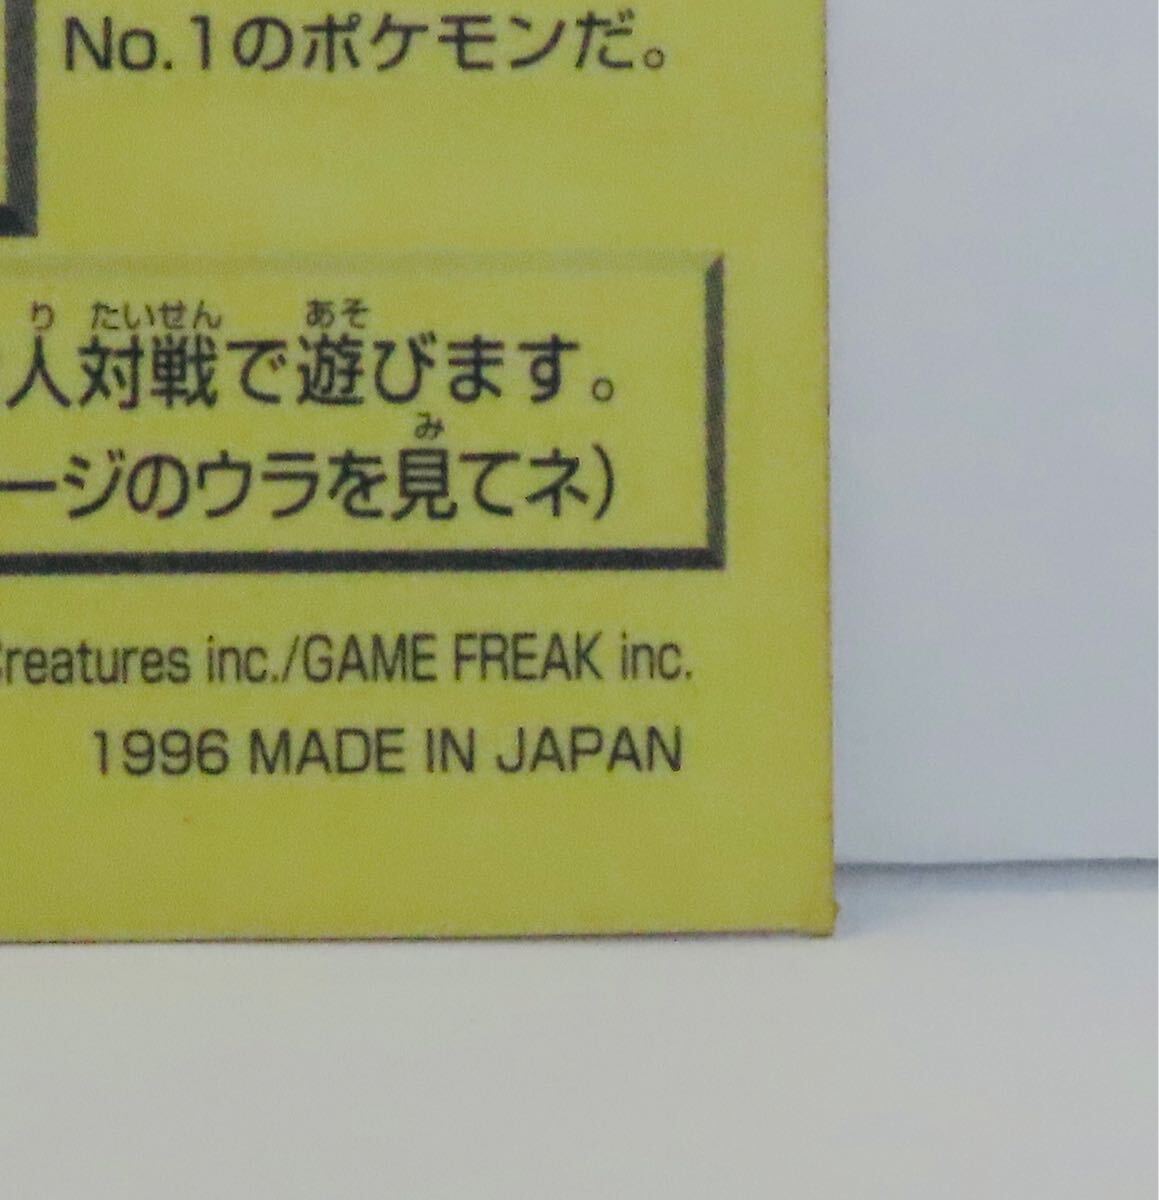 No.1のポケモンだ。
り たいせん あそ
人対戦で遊びます。
み
ージのウラを見てネ)
Creatures inc./GAME FREAK inc.
1996 MADE IN JAPAN